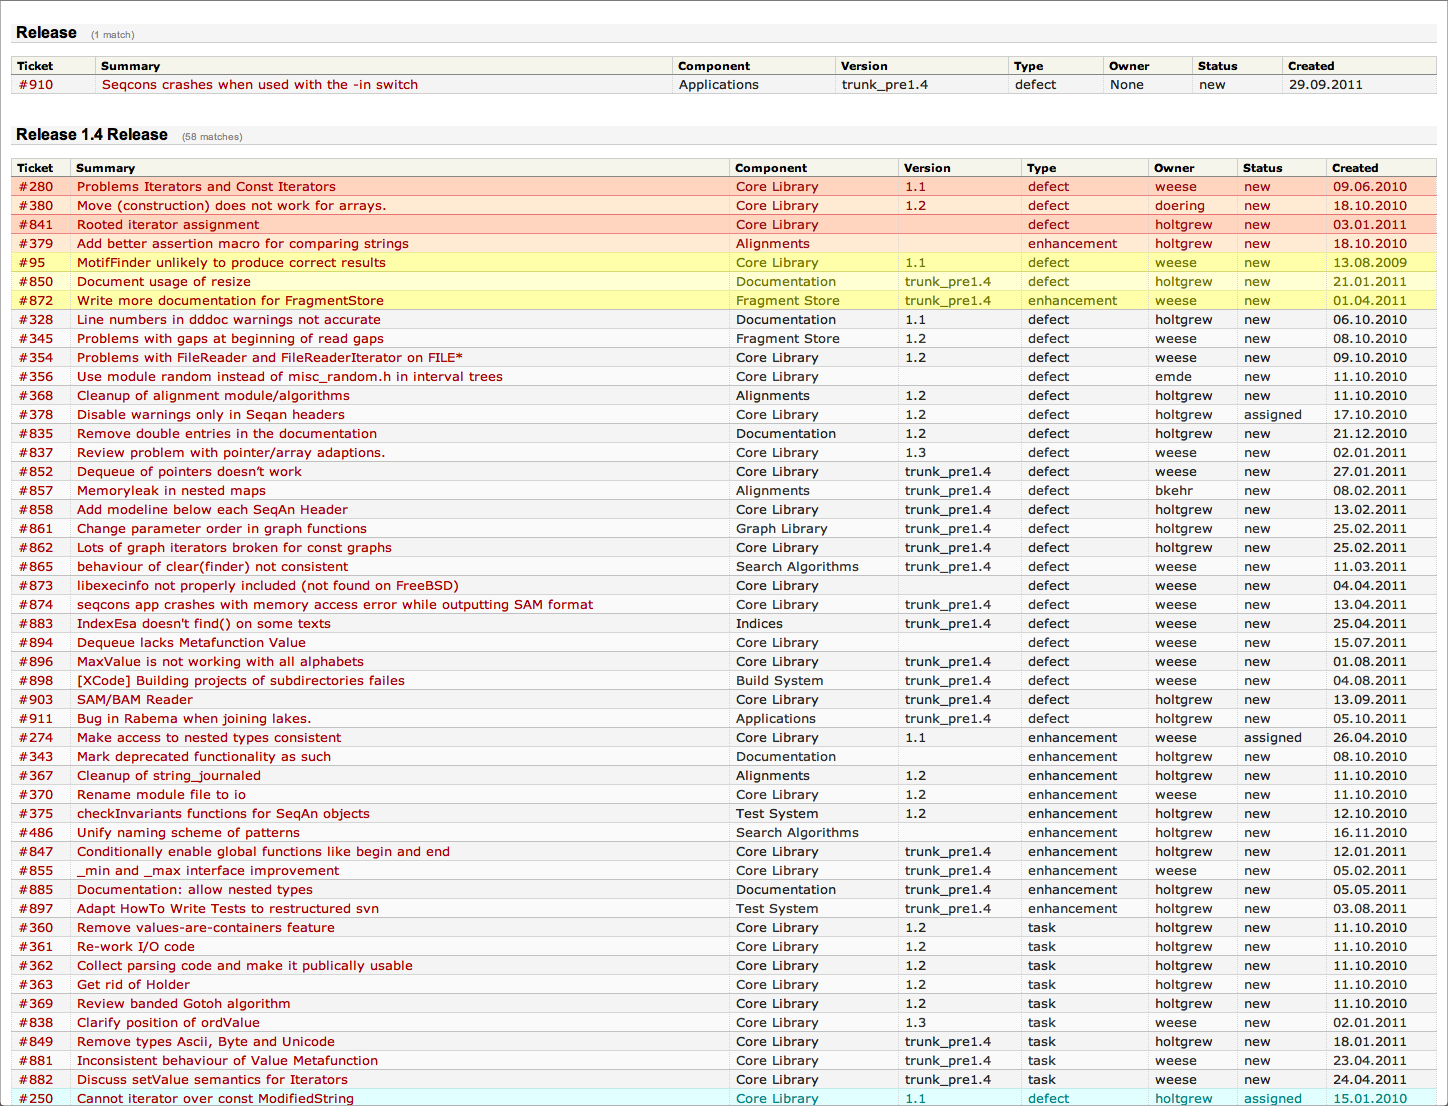 Release (1 match)
Ticket Summary Component Version Type Owner Status Created
#910 Seqcons crashes when used with the -in switch Applications trunk_pre1.4 defect None new 29.09.2011
Release 1.4 Release (58 matches)
Ticket Summary Component Version Type Owner Status Created
#280 Problems Iterators and Const Iterators Core Library 1.1 defect weese new 09.06.2010
#380 Move (construction) does not work for arrays. Core Library 1.2 defect doering new 18.10.2010
#841 Rooted iterator assignment Core Library defect holtgrew new 03.01.2011
#379 Add better assertion macro for comparing strings Alignments enhancement holtgrew new 18.10.2010
#95 MotifFinder unlikely to produce correct results Core Library 1.1 defect weese new 13.08.2009
#850 Document usage of resize Documentation trunk_pre1.4 defect holtgrew new 21.01.2011
#872 Write more documentation for FragmentStore Fragment Store trunk_pre1.4 enhancement weese new 01.04.2011
#328 Line numbers in dddoc warnings not accurate Documentation 1.1 defect holtgrew new 06.10.2010
#345 Problems with gaps at beginning of read gaps Fragment Store 1.2 defect weese new 08.10.2010
#354 Problems with FileReader and FileReaderIterator on FILE* Core Library 1.2 defect weese new 09.10.2010
#356 Use module random instead of misc_random.h in interval trees Core Library defect emde new 11.10.2010
#368 Cleanup of alignment module/algorithms Alignments 1.2 defect holtgrew new 11.10.2010
#378 Disable warnings only in Seqan headers Core Library 1.2 defect holtgrew assigned 17.10.2010
#835 Remove double entries in the documentation Documentation 1.2 defect holtgrew new 21.12.2010
#837 Review problem with pointer/array adaptions. Core Library 1.3 defect weese new 02.01.2011
#852 Dequeue of pointers doesn't work Core Library trunk_pre1.4 defect weese new 27.01.2011
#857 Memoryleak in nested maps Alignments trunk_pre1.4 defect bkehr new 08.02.2011
#858 Add modeline below each SeqAn Header Core Library trunk_pre1.4 defect holtgrew new 13.02.2011
#861 Change parameter order in graph functions Graph Library trunk_pre1.4 defect holtgrew new 25.02.2011
#862 Lots of graph iterators broken for const graphs Core Library trunk_pre1.4 defect holtgrew new 25.02.2011
#865 behaviour of clear(finder) not consistent Search Algorithms trunk_pre1.4 defect weese new 11.03.2011
#873 libexecinfo not properly included (not found on FreeBSD) Core Library defect weese new 04.04.2011
#874 seqcons app crashes with memory access error while outputting SAM format Core Library trunk_pre1.4 defect weese new 13.04.2011
#883 IndexEsa doesn't find() on some texts Indices trunk_pre1.4 defect weese new 25.04.2011
#894 Dequeue lacks Metafunction Value Core Library defect weese new 15.07.2011
#896 MaxValue is not working with all alphabets Core Library trunk_pre1.4 defect weese new 01.08.2011
#898 [XCode] Building projects of subdirectories failes Build System trunk_pre1.4 defect weese new 04.08.2011
#903 SAM/BAM Reader Core Library trunk_pre1.4 defect holtgrew new 13.09.2011
#911 Bug in Rabema when joining lakes. Applications trunk_pre1.4 defect holtgrew new 05.10.2011
#274 Make access to nested types consistent Core Library 1.1 enhancement weese assigned 26.04.2010
#343 Mark deprecated functionality as such Documentation enhancement holtgrew new 08.10.2010
#367 Cleanup of string_journaled Alignments 1.2 enhancement holtgrew new 11.10.2010
#370 Rename module file to io Core Library 1.2 enhancement weese new 11.10.2010
#375 checkInvariants functions for SeqAn objects Test System 1.2 enhancement holtgrew new 12.10.2010
#486 Unify naming scheme of patterns Search Algorithms enhancement holtgrew new 16.11.2010
#847 Conditionally enable global functions like begin and end Core Library trunk_pre1.4 enhancement holtgrew new 12.01.2011
#855 _min and _max interface improvement Core Library trunk_pre1.4 enhancement weese new 05.02.2011
#885 Documentation: allow nested types Documentation trunk_pre1.4 enhancement holtgrew new 05.05.2011
#897 Adapt HowTo Write Tests to restructured svn Test System trunk_pre1.4 enhancement holtgrew new 03.08.2011
#360 Remove values-are-containers feature Core Library 1.2 task holtgrew new 11.10.2010
#361 Re-work I/O code Core Library 1.2 task holtgrew new 11.10.2010
#362 Collect parsing code and make it publically usable Core Library 1.2 task holtgrew new 11.10.2010
#363 Get rid of Holder Core Library 1.2 task holtgrew new 11.10.2010
#369 Review banded Gotoh algorithm Core Library 1.2 task holtgrew new 11.10.2010
#838 Clarify position of ordValue Core Library 1.3 task weese new 02.01.2011
#849 Remove types Ascii, Byte and Unicode Core Library trunk_pre1.4 task holtgrew new 18.01.2011
#881 Inconsistent behaviour of Value Metafunction Core Library trunk_pre1.4 task weese new 23.04.2011
#882 Discuss setValue semantics for Iterators Core Library trunk_pre1.4 task weese new 24.04.2011
#250 Cannot iterator over const ModifiedString Core Library 1.1 defect holtgrew assigned 15.01.2010